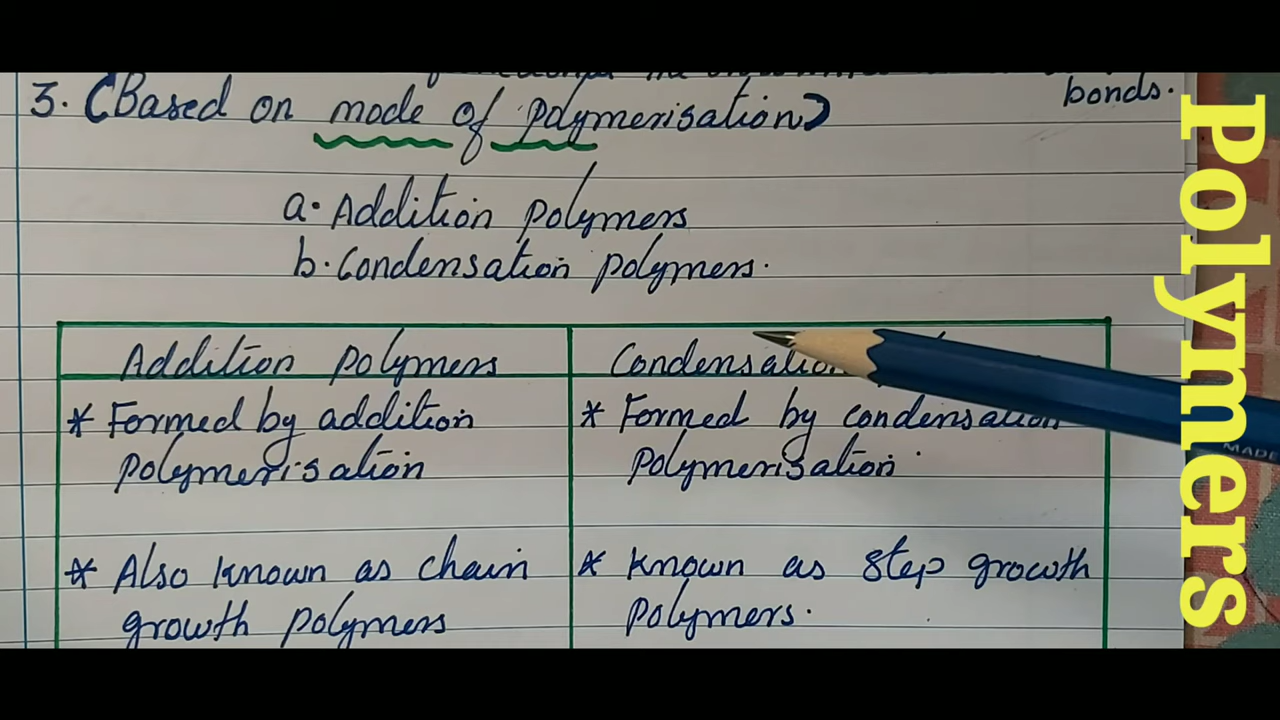 bonds.
3. (Based on mode of polymerisation)
a. Addition polymers
b. Condensation polymers.
Addition polymers
* Formed by addition
polymerisation
* Also known as chain
growth polymers
* Formed by condensation
polymerisation
* known as step growth
polymers.
MADE
Polymers